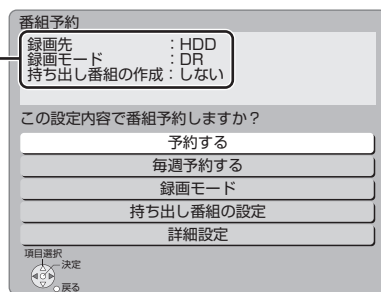 番組予約
録画先　　　　　：HDD
録画モード　　　：DR
持ち出し番組の作成：しない
この設定内容で番組予約しますか？
予約する
毎週予約する
録画モード
持ち出し番組の設定
詳細設定
項目選択
決定
戻る